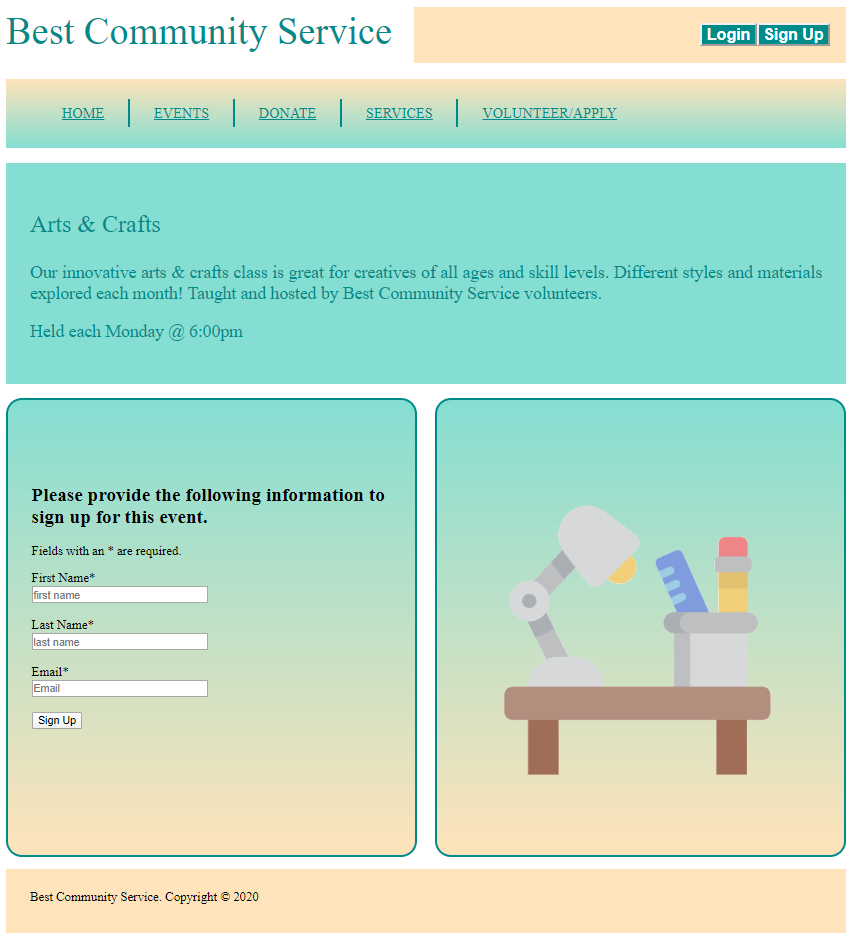 Best Community Service
Login Sign Up
HOME EVENTS DONATE SERVICES VOLUNTEER/APPLY
Arts & Crafts
Our innovative arts & crafts class is great for creatives of all ages and skill levels. Different styles and materials
explored each month! Taught and hosted by Best Community Service volunteers.
Held each Monday @ 6:00pm
Please provide the following information to
sign up for this event.
Fields with an * are required.
First Name*
first name
Last Name*
last name
Email*
Email
Sign Up
Best Community Service. Copyright © 2020